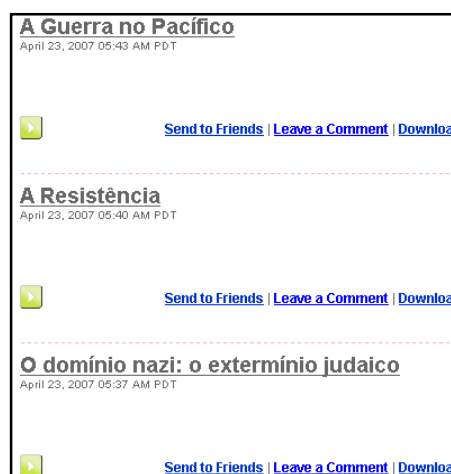 A Guerra no Pacífico
April 23, 2007 05:43 AM PDT
Send to Friends | Leave a Comment | Downloa
A Resistência
April 23, 2007 05:40 AM PDT
Send to Friends | Leave a Comment | Downloa
O domínio nazi: o extermínio judaico
April 23, 2007 05:37 AM PDT
Send to Friends | Leave a Comment | Downloa